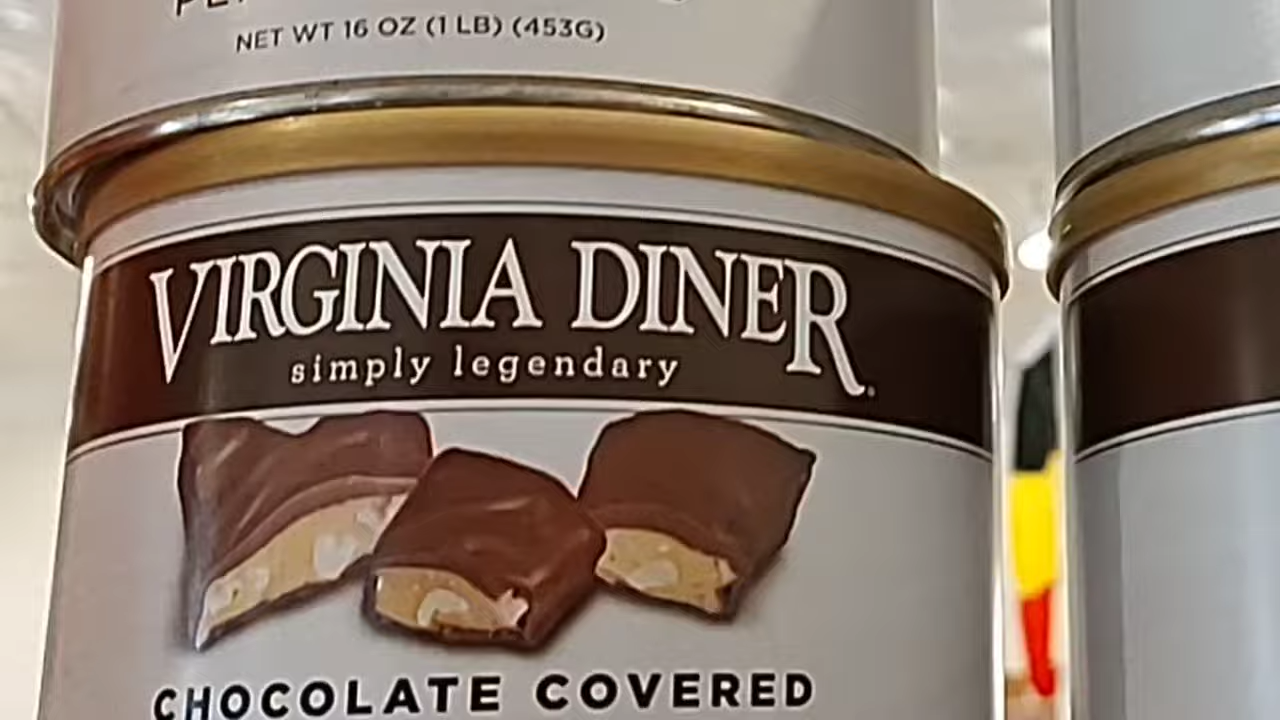 NET WT 16 OZ (1 LB) (453G)
VIRGINIA DINER
simply legendary
CHOCOLATE COVERED